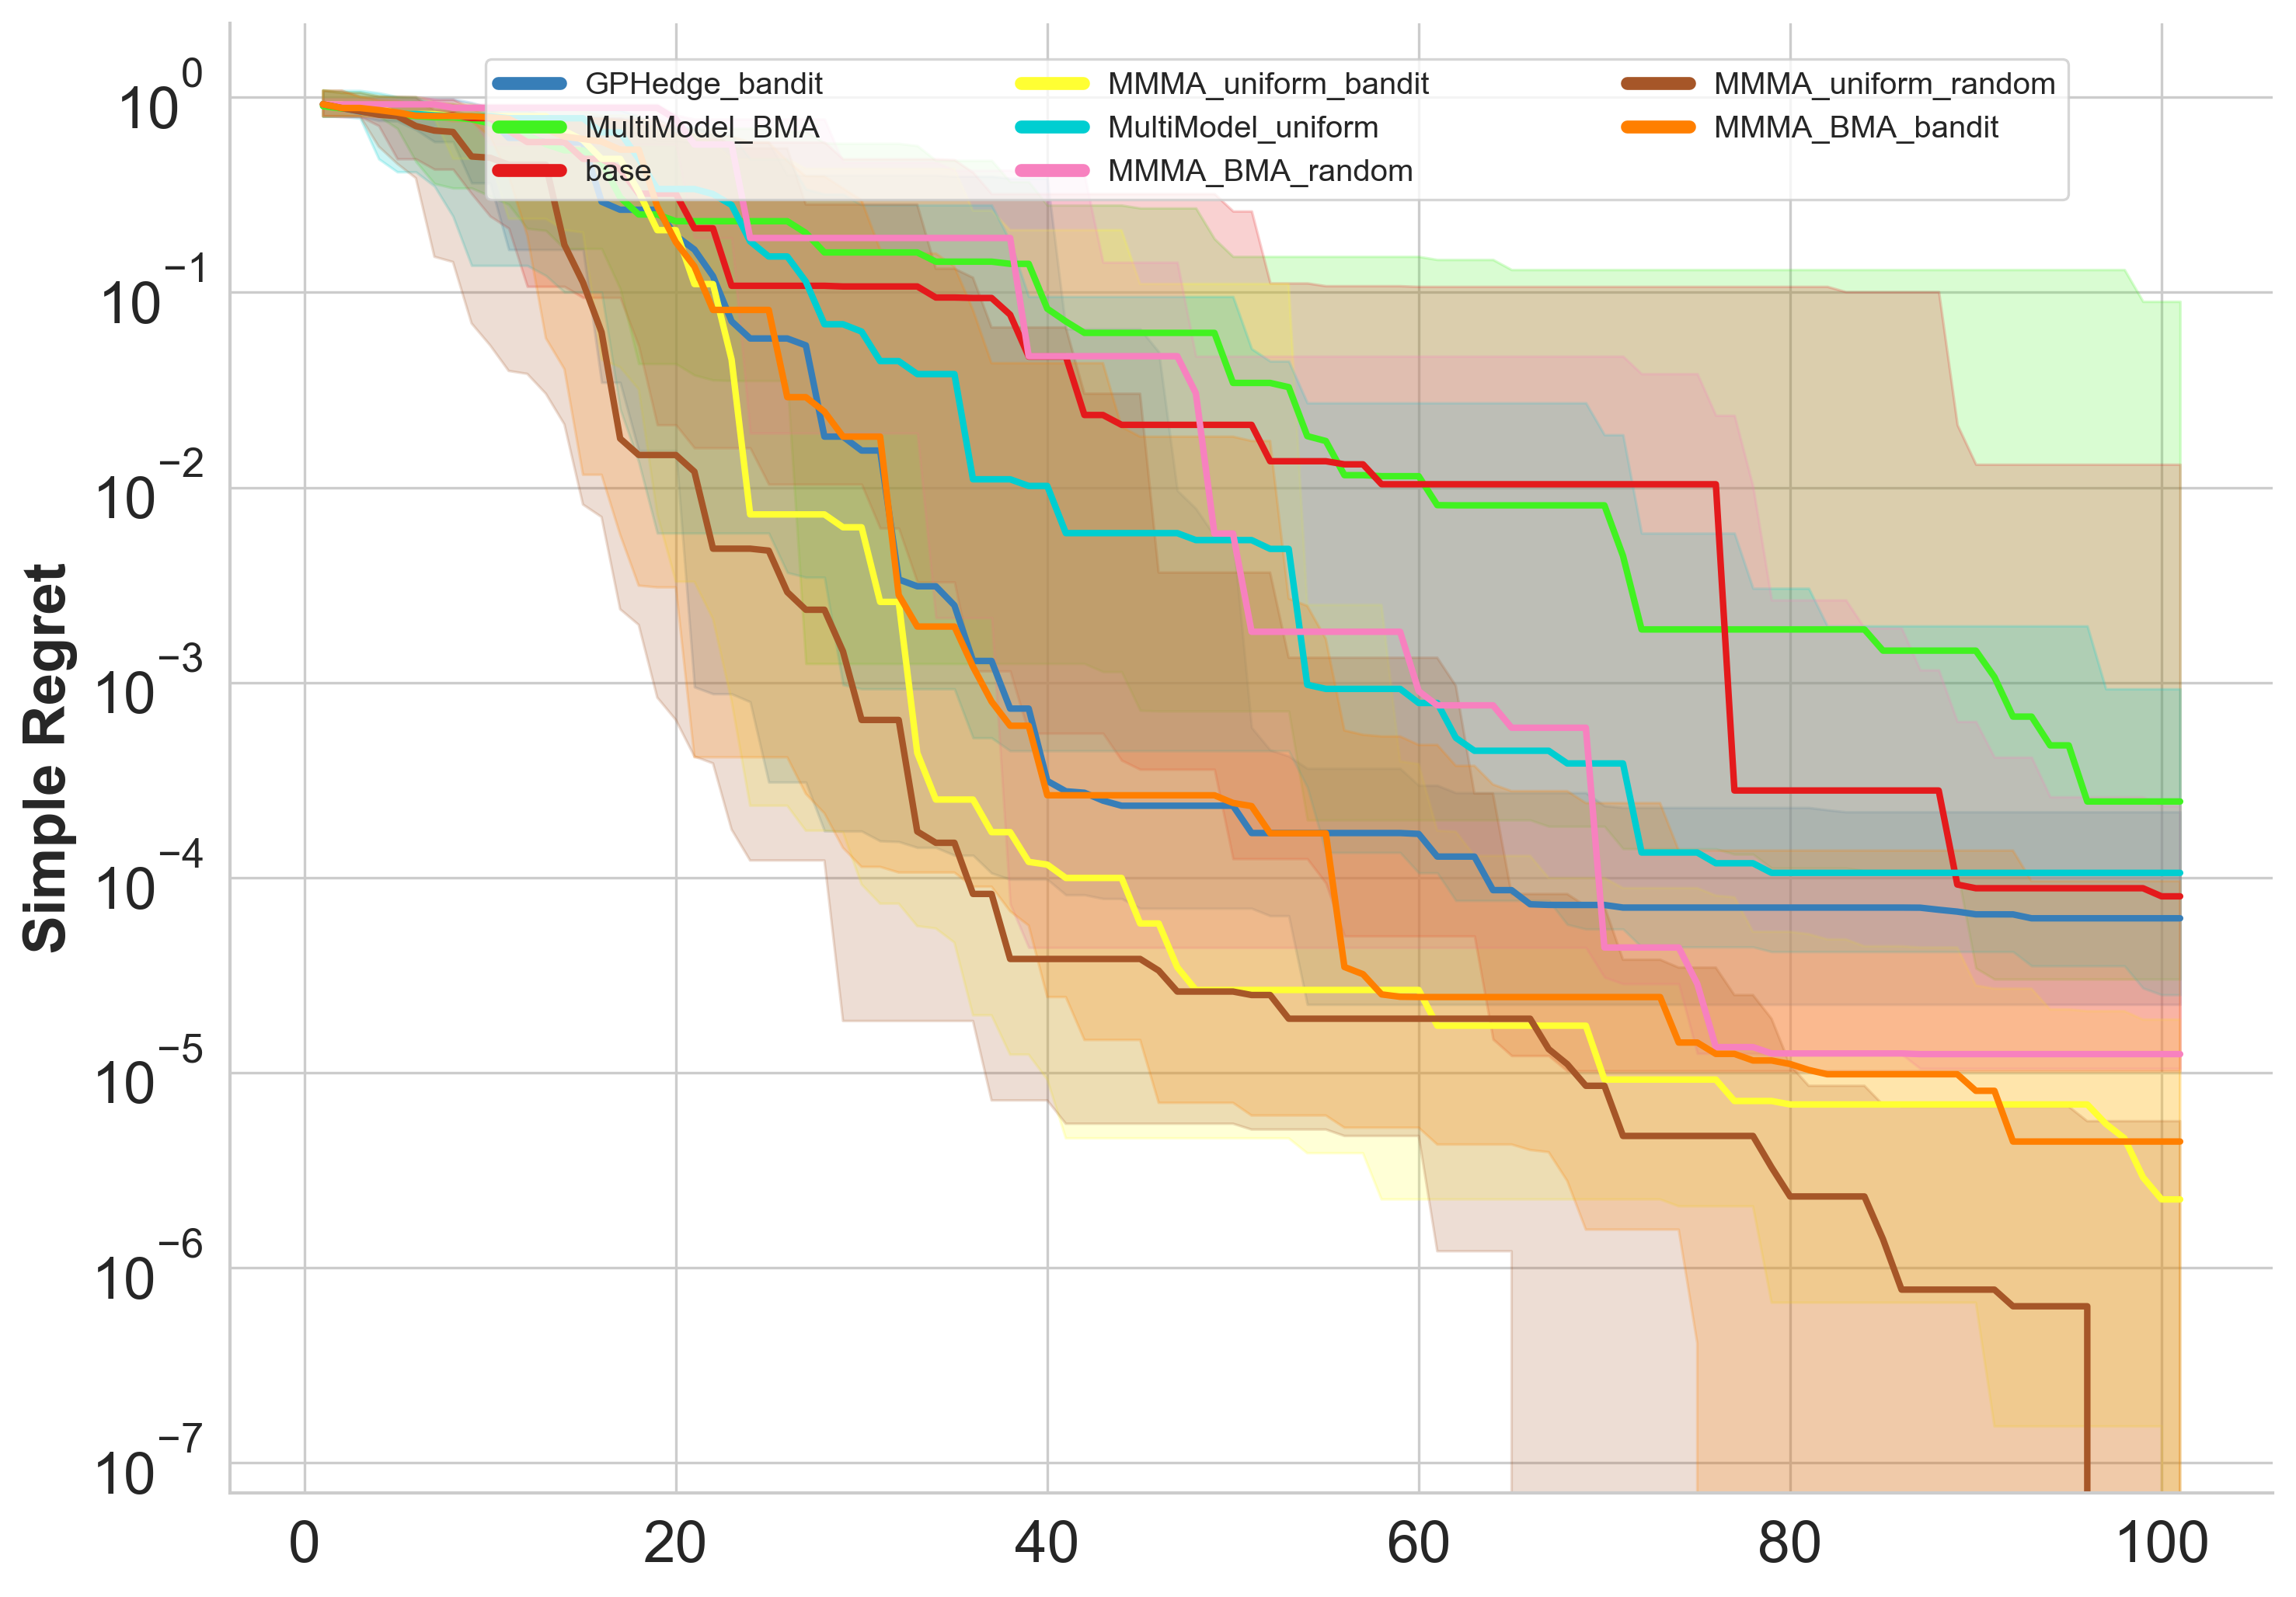 GPHedge_bandit
MultiModel_BMA
base
MMMA_uniform_bandit
MultiModel_uniform
MMMA_BMA_random
MMMA_uniform_random
MMMA_BMA_bandit
Simple Regret
10^0
10^−1
10^−2
10^−3
10^−4
10^−5
10^−6
10^−7
0 20 40 60 80 100